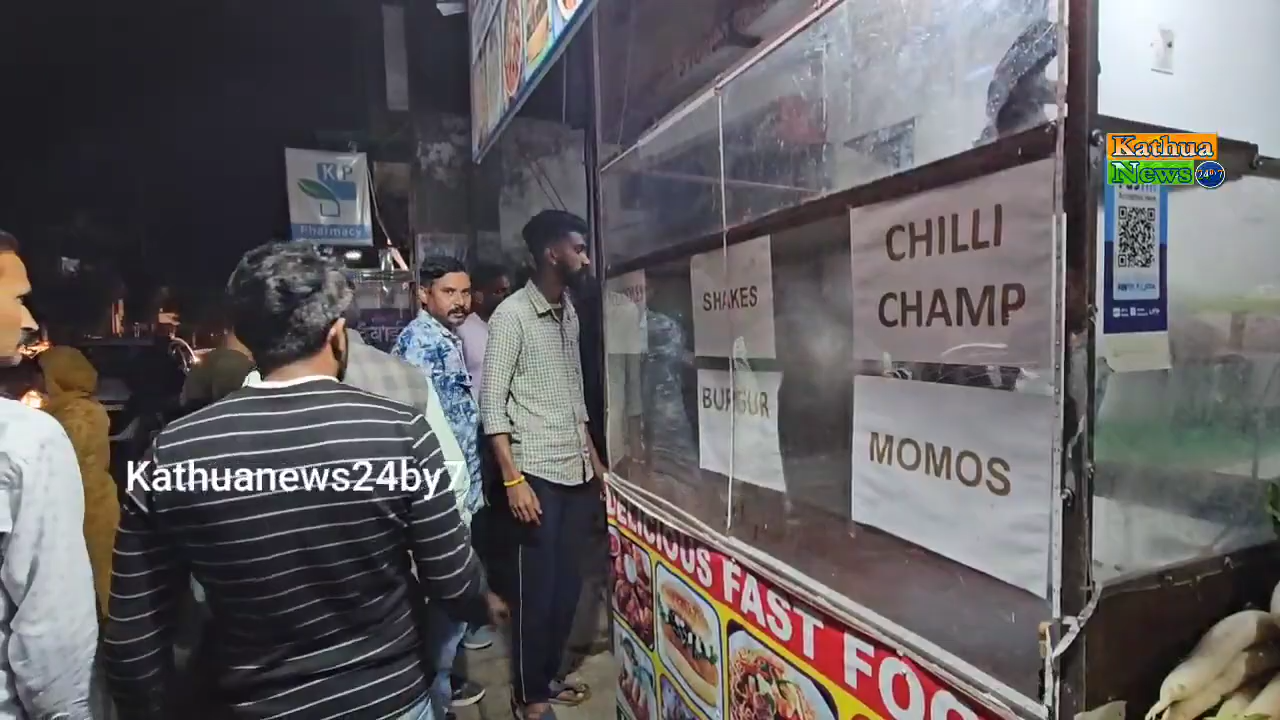 KP
Pharmacy
Kathua
News 24by7
CHILLI
CHAMP
SHAKES
BURGUR
MOMOS
Kathuanews24by7
DELICIOUS FAST FOO